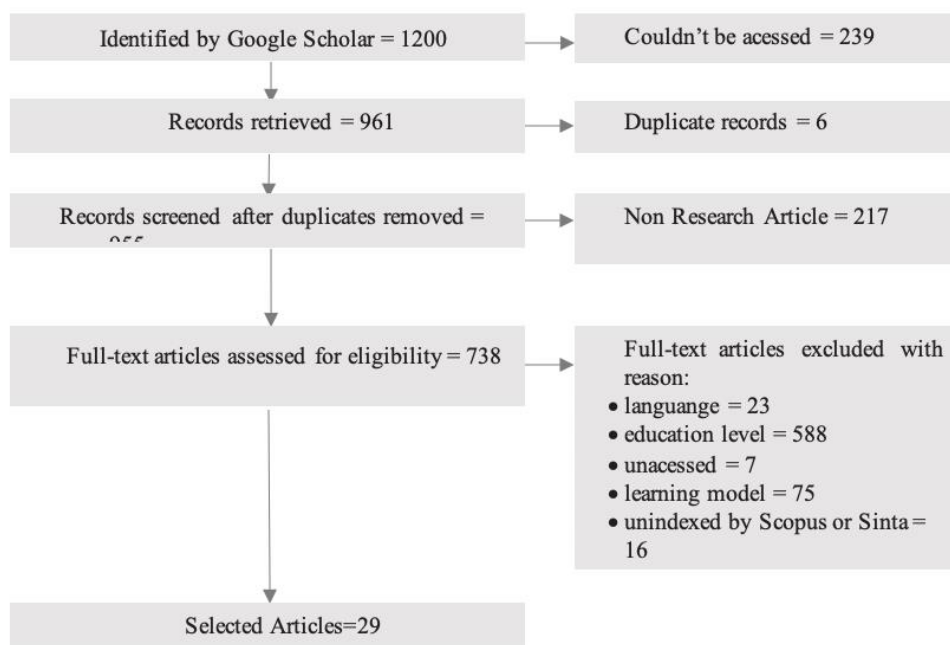 Identified by Google Scholar = 1200
Couldn't be acessed = 239
Records retrieved = 961
Duplicate records = 6
Records screened after duplicates removed =
Non Research Article = 217
Full-text articles assessed for eligibility = 738
Full-text articles excluded with
reason:
• languange = 23
• education level = 588
• unacessed = 7
• learning model = 75
• unindexed by Scopus or Sinta =
16
Selected Articles=29